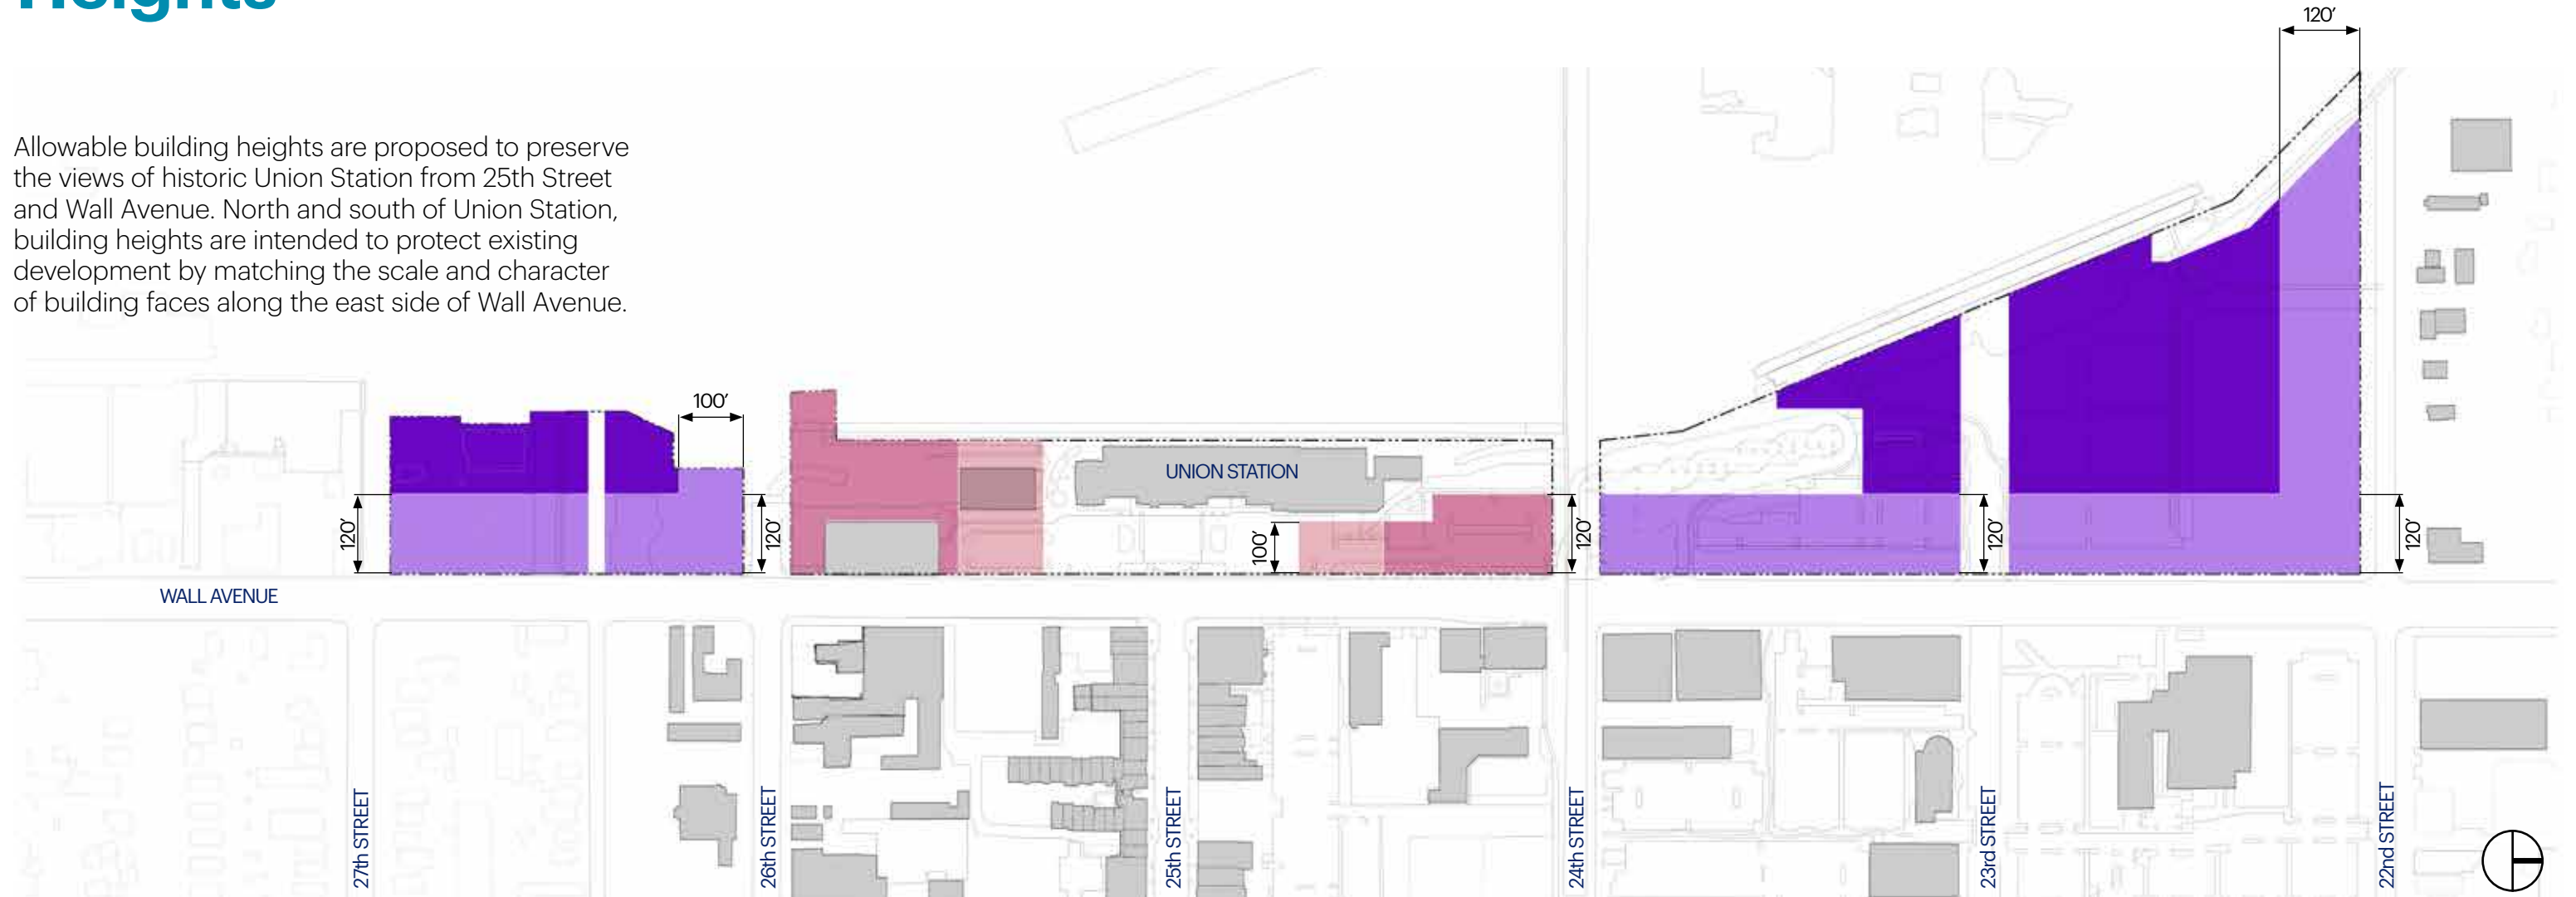 Heights
120’
Allowable building heights are proposed to preserve
the views of historic Union Station from 25th Street
and Wall Avenue. North and south of Union Station,
building heights are intended to protect existing
development by matching the scale and character
of building faces along the east side of Wall Avenue.
100’
UNION STATION
120’
120’
100’
120’
120’
120’
WALL AVENUE
27th STREET
26th STREET
25th STREET
24th STREET
23rd STREET
22nd STREET